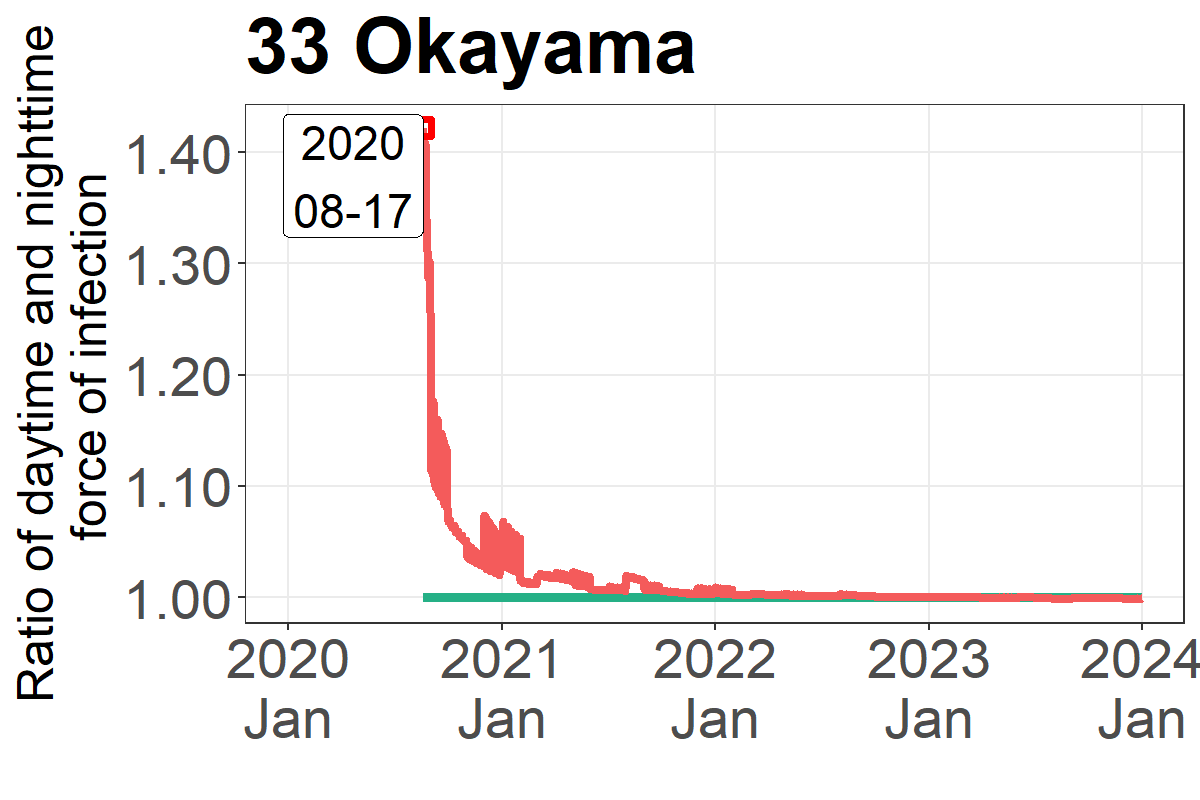 33 Okayama
Ratio of daytime and nighttime
force of infection
1.40
1.30
1.20
1.10
1.00
2020
08-17
2020
Jan
2021
Jan
2022
Jan
2023
Jan
2024
Jan